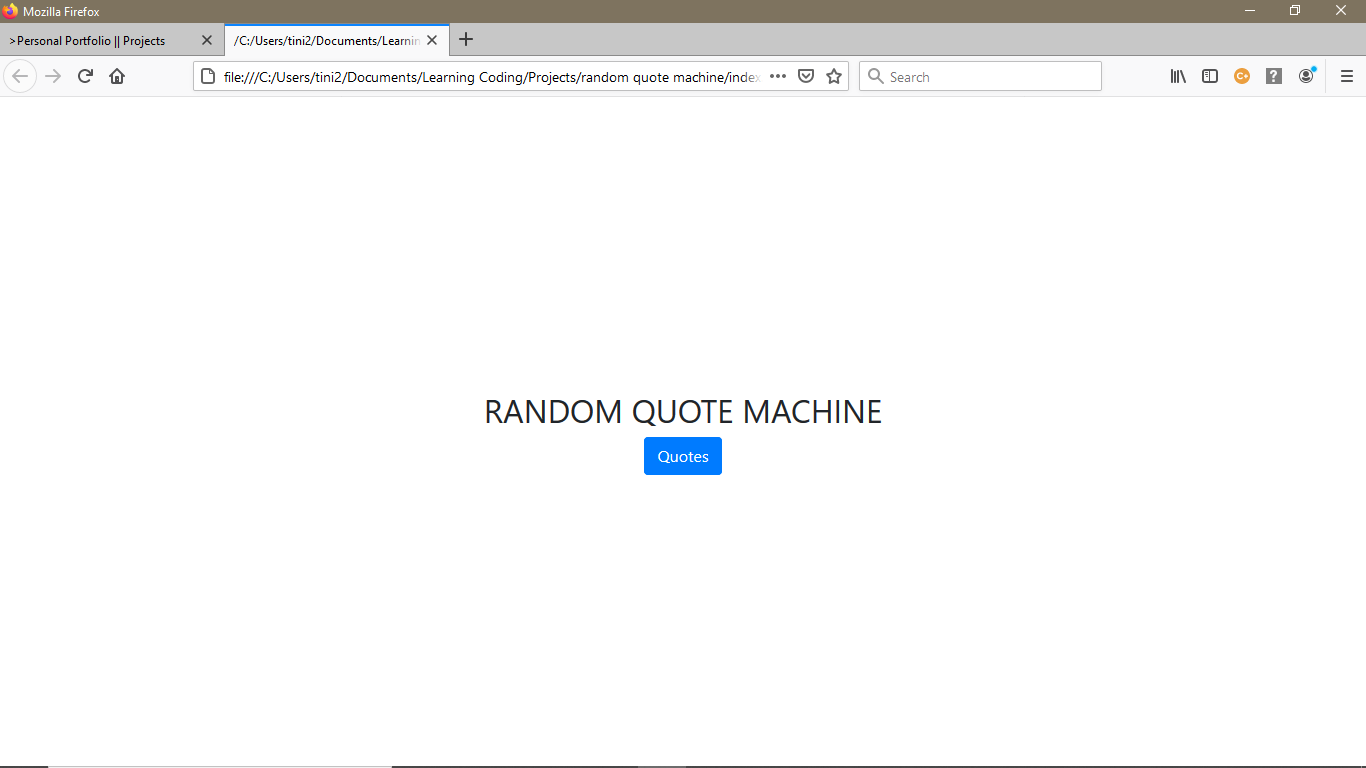 Mozilla Firefox
>Personal Portfolio || Projects
/C:/Users/tini2/Documents/Learnin
file:///C:/Users/tini2/Documents/Learning Coding/Projects/random quote machine/index
Search
C+
?
RANDOM QUOTE MACHINE
Quotes